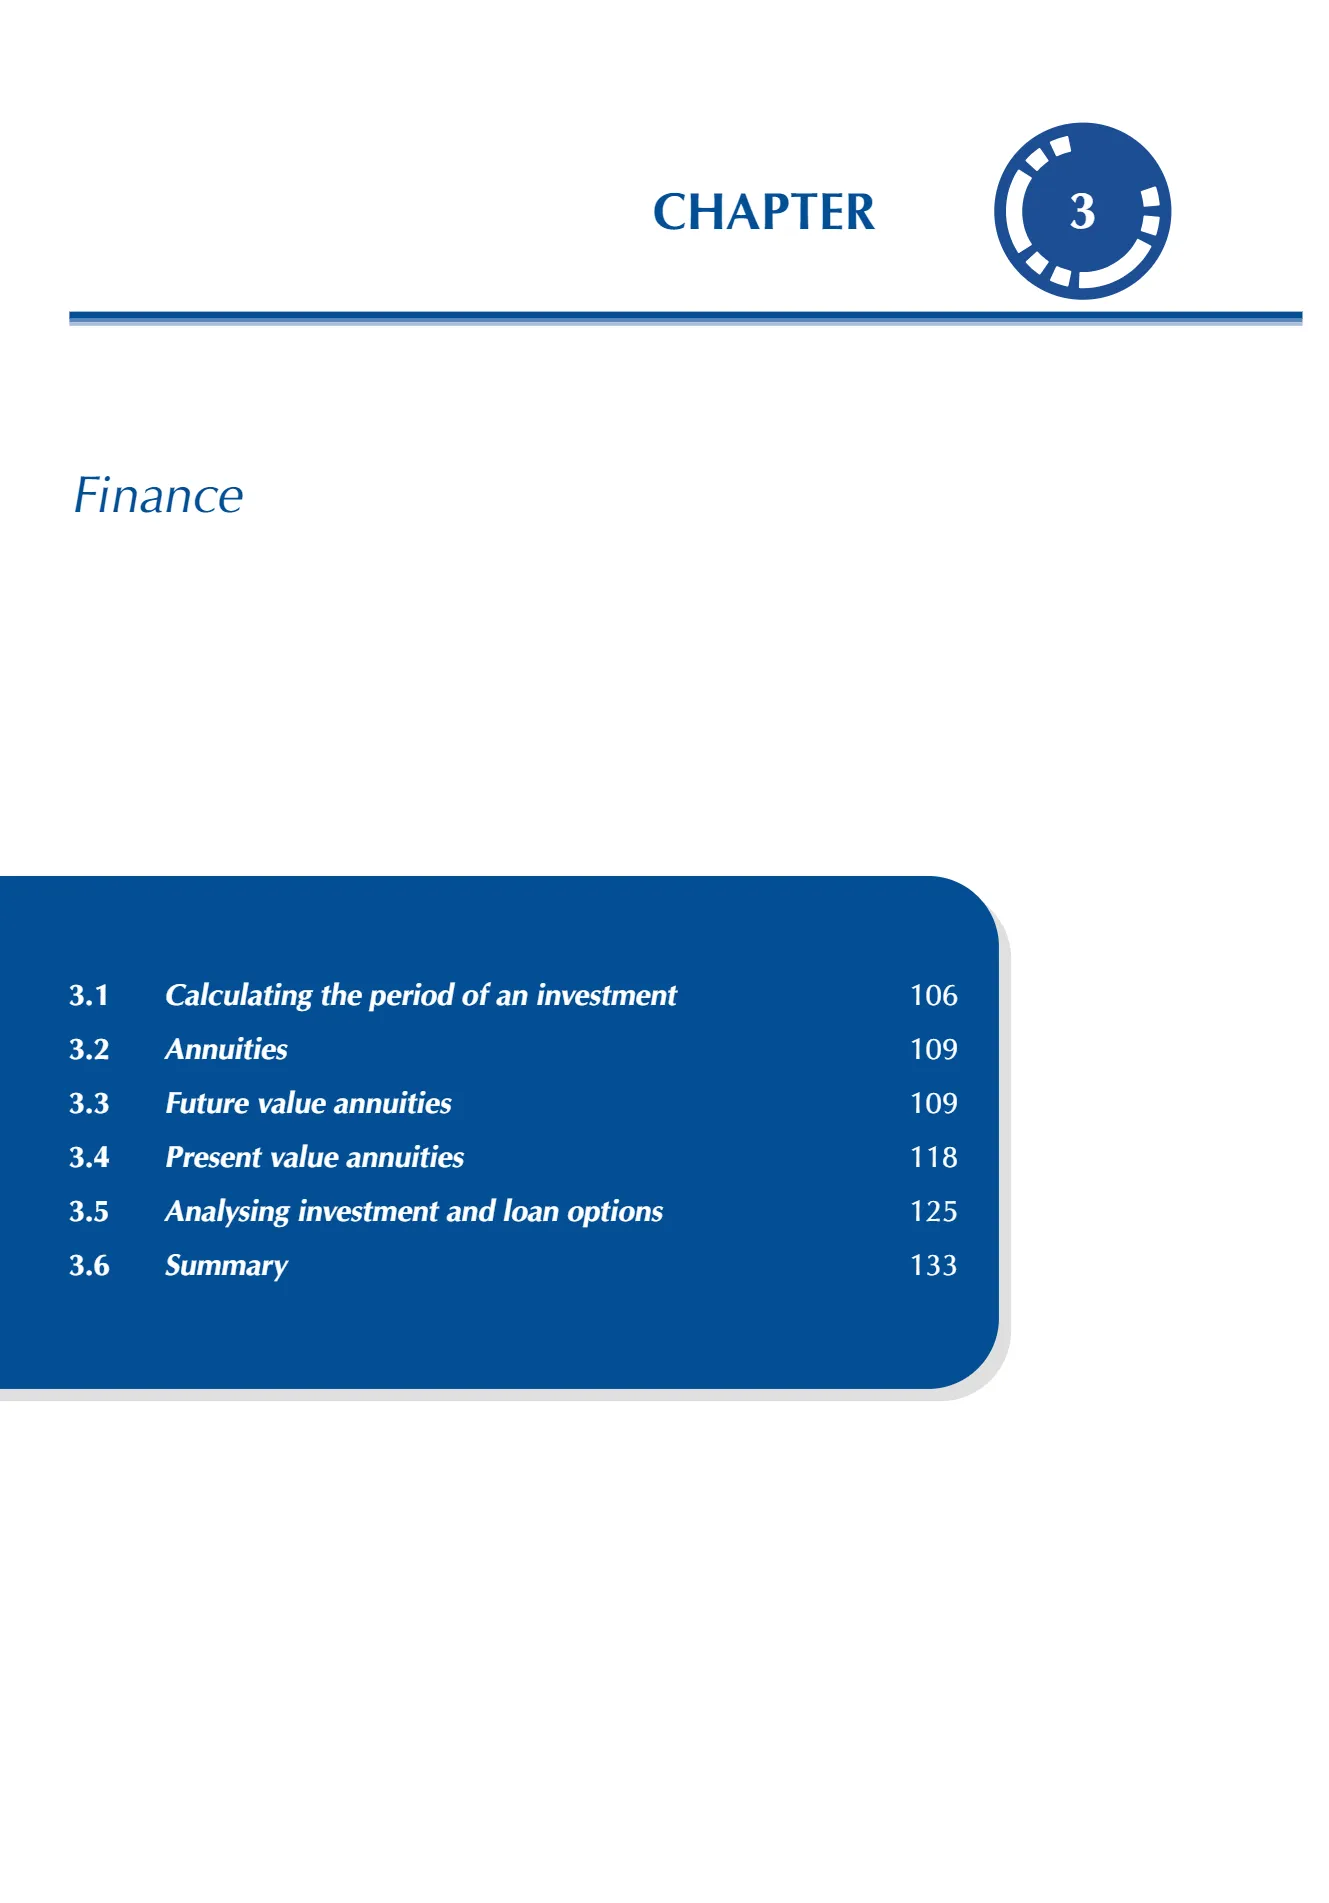 CHAPTER 3
Finance
3.1 Calculating the period of an investment 106
3.2 Annuities 109
3.3 Future value annuities 109
3.4 Present value annuities 118
3.5 Analysing investment and loan options 125
3.6 Summary 133